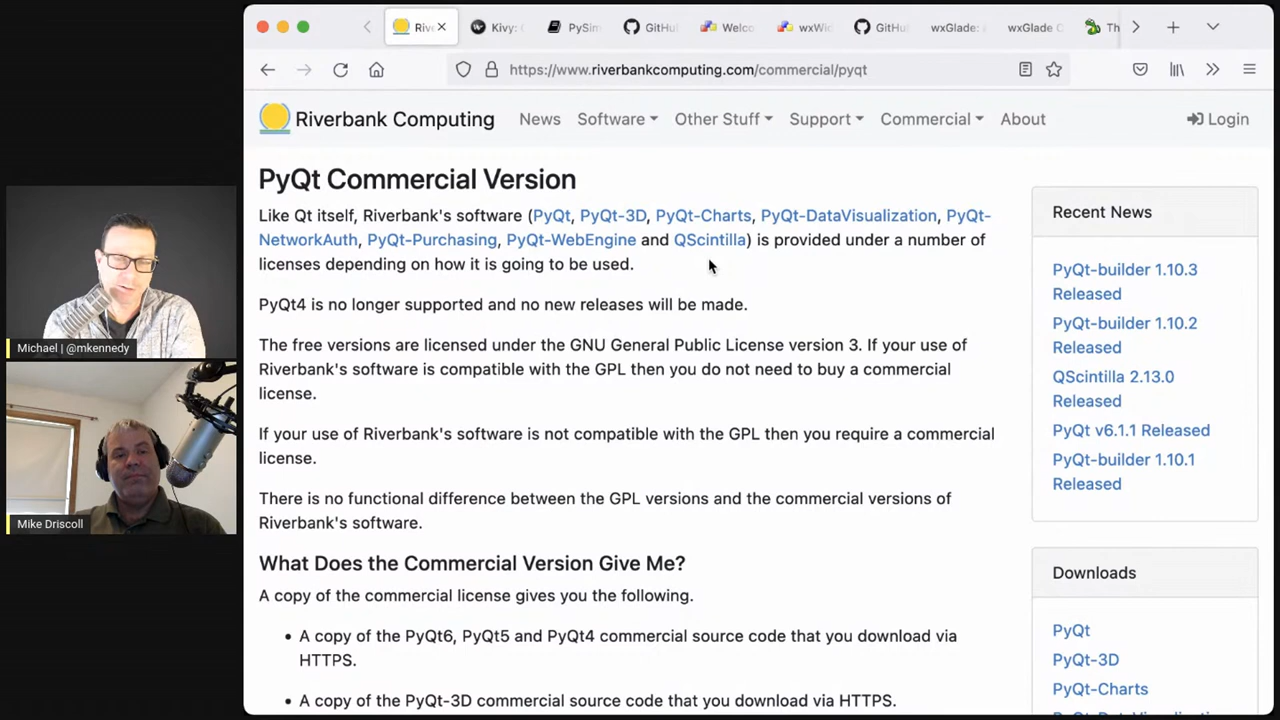 Riv
Kivy:
PySim
GitHu
Welco
wxWid
GitHu
wxGlade:
wxGlade
Th
https://www.riverbankcomputing.com/commercial/pyqt
Riverbank Computing
News
Software
Other Stuff
Support
Commercial
About
Login
PyQt Commercial Version
Like Qt itself, Riverbank's software (PyQt, PyQt-3D, PyQt-Charts, PyQt-DataVisualization, PyQt-
NetworkAuth, PyQt-Purchasing, PyQt-WebEngine and QScintilla) is provided under a number of
licenses depending on how it is going to be used.
PyQt4 is no longer supported and no new releases will be made.
The free versions are licensed under the GNU General Public License version 3. If your use of
Riverbank's software is compatible with the GPL then you do not need to buy a commercial
license.
If your use of Riverbank's software is not compatible with the GPL then you require a commercial
license.
There is no functional difference between the GPL versions and the commercial versions of
Riverbank's software.
What Does the Commercial Version Give Me?
A copy of the commercial license gives you the following.
• A copy of the PyQt6, PyQt5 and PyQt4 commercial source code that you download via
HTTPS.
• A copy of the PyQt-3D commercial source code that you download via HTTPS.
Recent News
PyQt-builder 1.10.3
Released
PyQt-builder 1.10.2
Released
QScintilla 2.13.0
Released
PyQt v6.1.1 Released
PyQt-builder 1.10.1
Released
Downloads
PyQt
PyQt-3D
PyQt-Charts
Michael | @mkennedy
Mike Driscoll